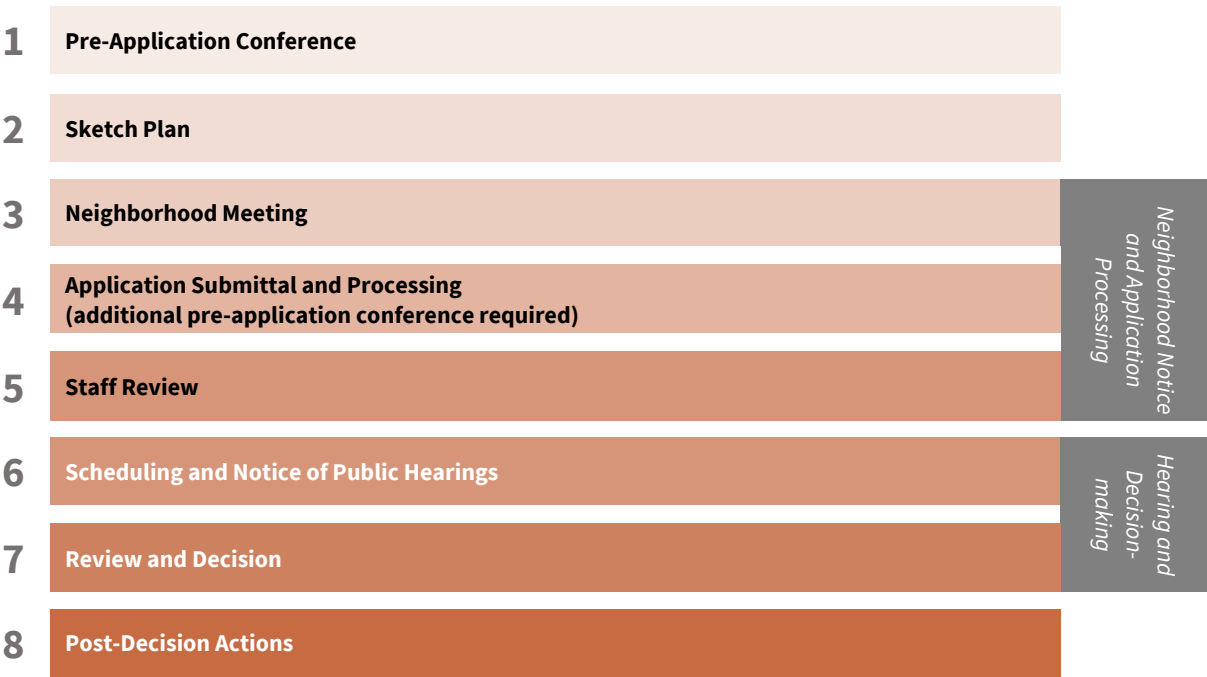 1
Pre-Application Conference
2
Sketch Plan
3
Neighborhood Meeting
4
Application Submittal and Processing
(additional pre-application conference required)
5
Staff Review
Neighborhood Notice
and Application
Processing
6
Scheduling and Notice of Public Hearings
7
Review and Decision
Hearing and
Decision-
making
8
Post-Decision Actions